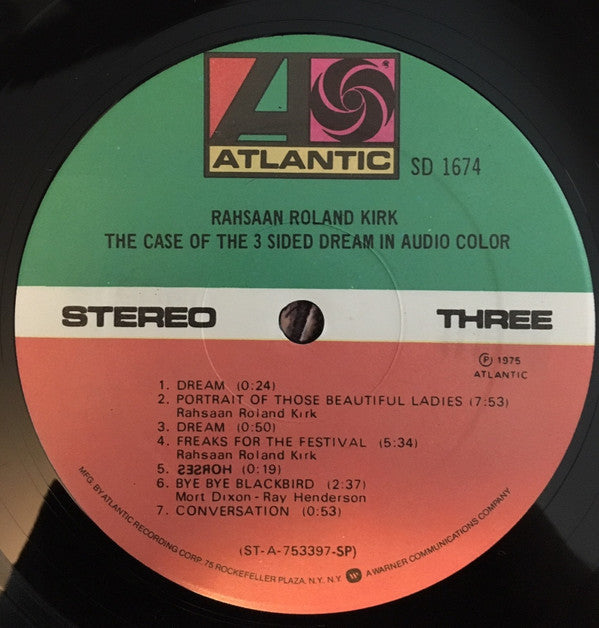 ATLANTIC
SD 1674
RAHSAAN ROLAND KIRK
THE CASE OF THE 3 SIDED DREAM IN AUDIO COLOR
STEREO
THREE
Ⓟ 1975
ATLANTIC
1. DREAM (0:24)
2. PORTRAIT OF THOSE BEAUTIFUL LADIES (7:53)
Rahsaan Roland Kirk
3. DREAM (0:50)
4. FREAKS FOR THE FESTIVAL (5:34)
Rahsaan Roland Kirk
5. HORSES (0:19)
6. BYE BYE BLACKBIRD (2:37)
Mort Dixon - Ray Henderson
7. CONVERSATION (0:53)
(ST-A-753397-SP)
MFG. BY ATLANTIC RECORDING CORP. 75 ROCKEFELLER PLAZA, N.Y. N.Y. A WARNER COMMUNICATIONS COMPANY